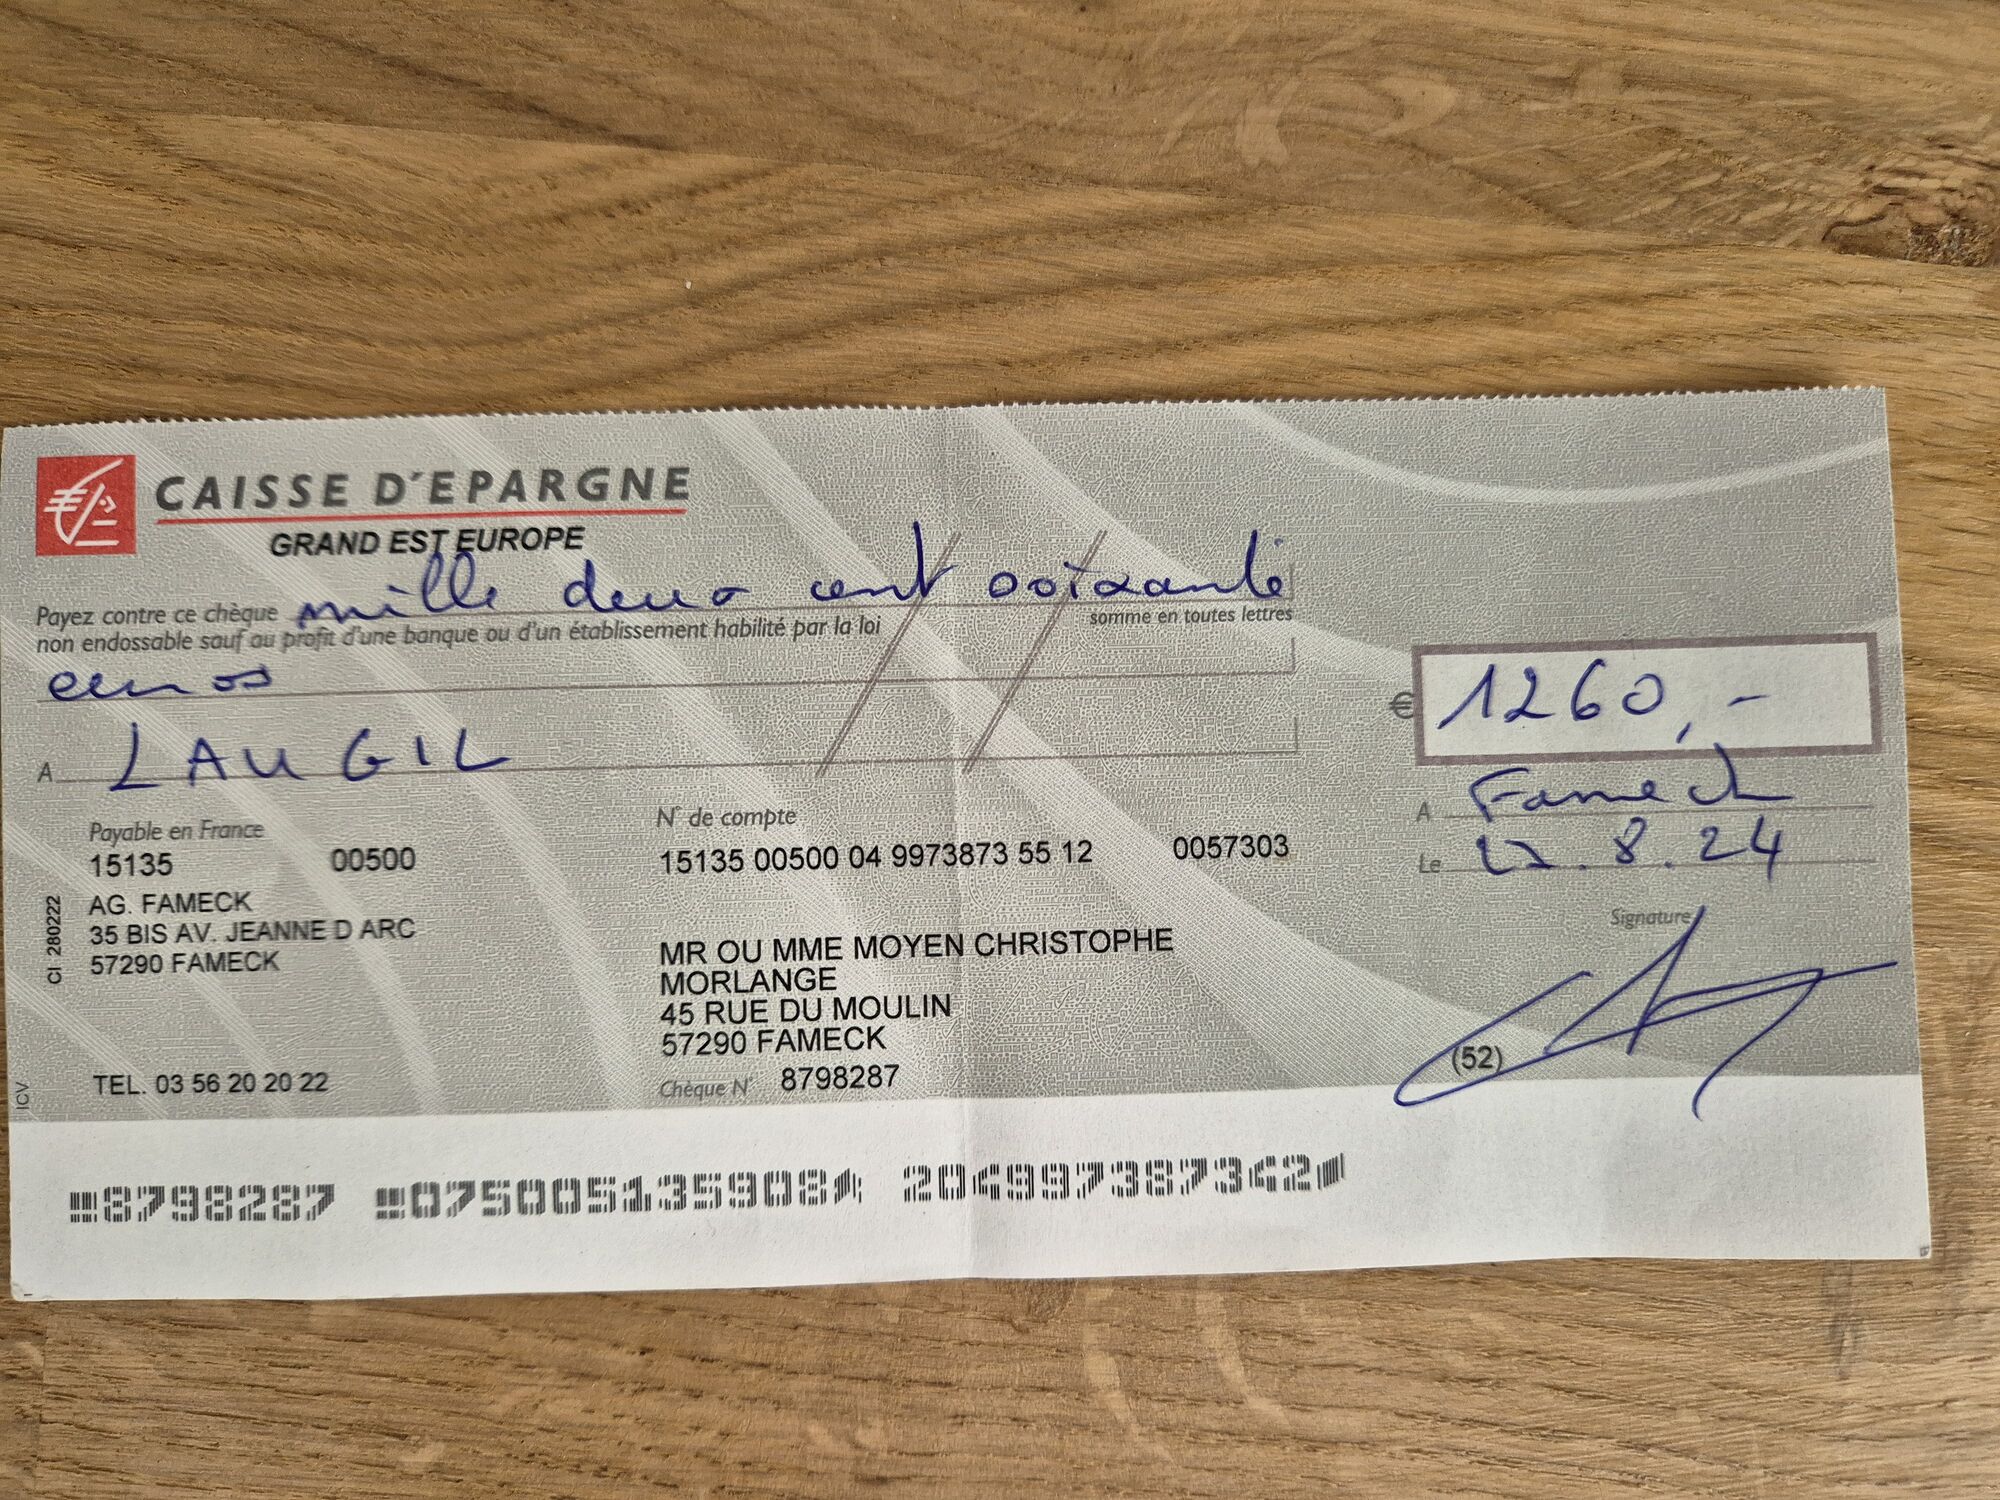 CAISSE D'EPARGNE
GRAND EST EUROPE
Payez contre ce chèque mille deux cent soixante
non endossable sauf au profit d'une banque ou d'un établissement habilité par la loi
somme en toutes lettres
euros
€ 1260,-
A LAUGIL
A Fameck
Payable en France
N° de compte
15135 00500
15135 00500 04 9973873 55 12 0057303
Le .8.24
AG. FAMECK
35 BIS AV. JEANNE D ARC
57290 FAMECK
CI 280222
Signature
MR OU MME MOYEN CHRISTOPHE
MORLANGE
45 RUE DU MOULIN
57290 FAMECK
(52)
TEL. 03 56 20 20 22
Chèque N° 8798287
ICV
8798287 075005135908 204997387342